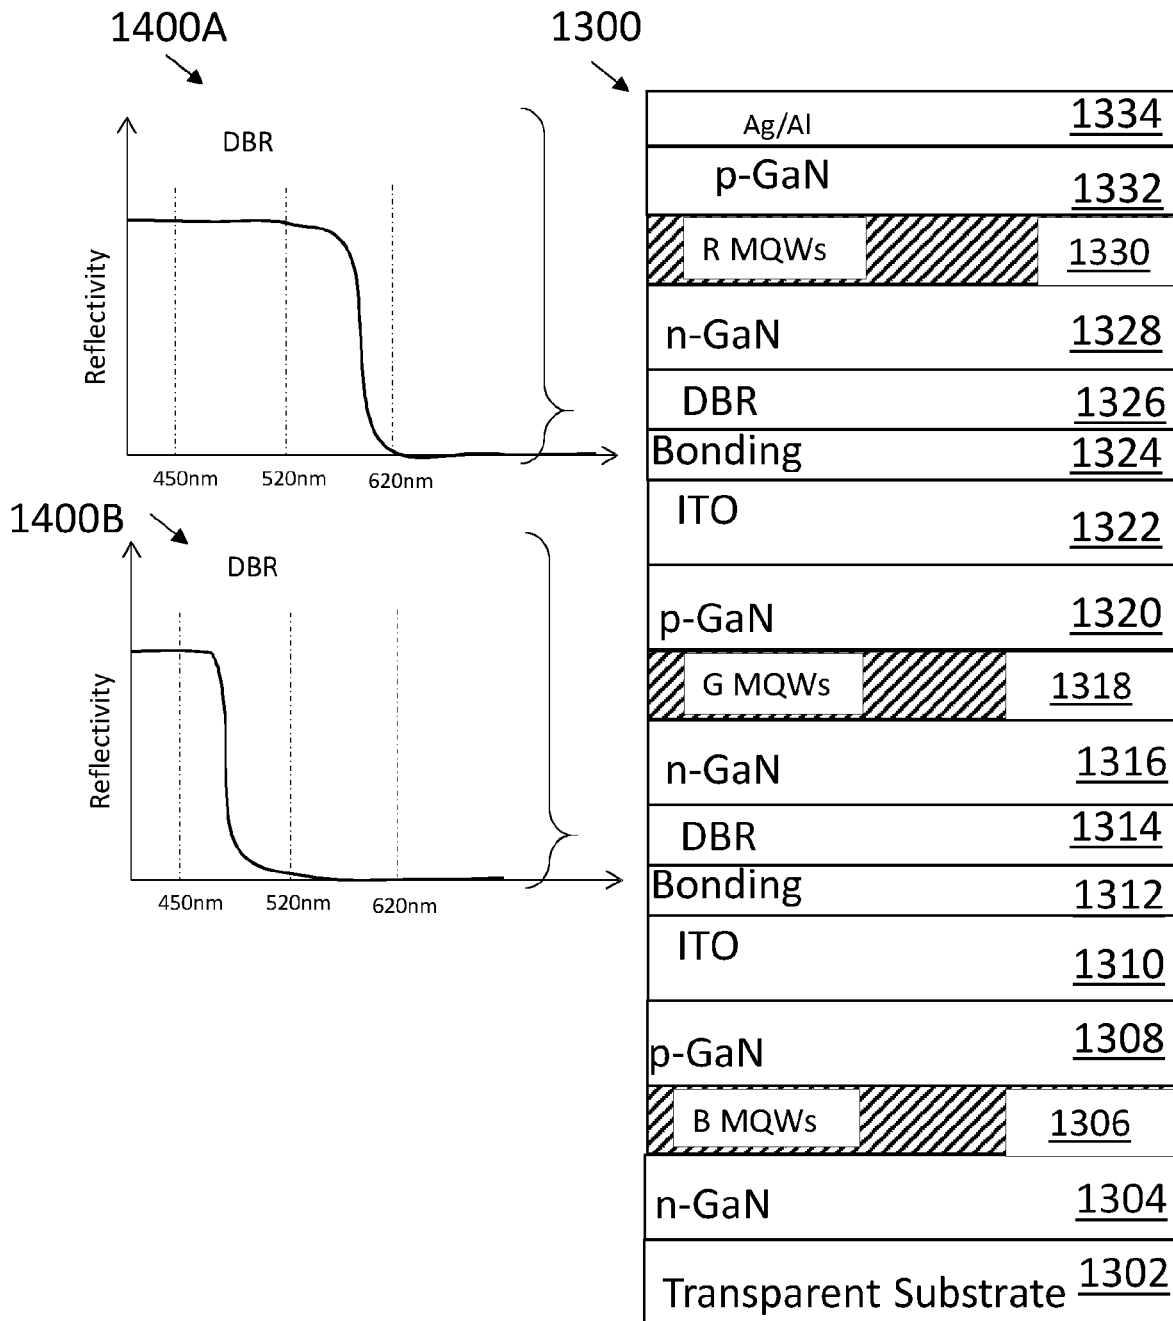 1400A
1300
DBR
Reflectivity
450nm 520nm 620nm
1400B
DBR
Reflectivity
450nm 520nm 620nm
Ag/Al 1334
p-GaN 1332
R MQWs 1330
n-GaN 1328
DBR 1326
Bonding 1324
ITO 1322
p-GaN 1320
G MQWs 1318
n-GaN 1316
DBR 1314
Bonding 1312
ITO 1310
p-GaN 1308
B MQWs 1306
n-GaN 1304
Transparent Substrate 1302